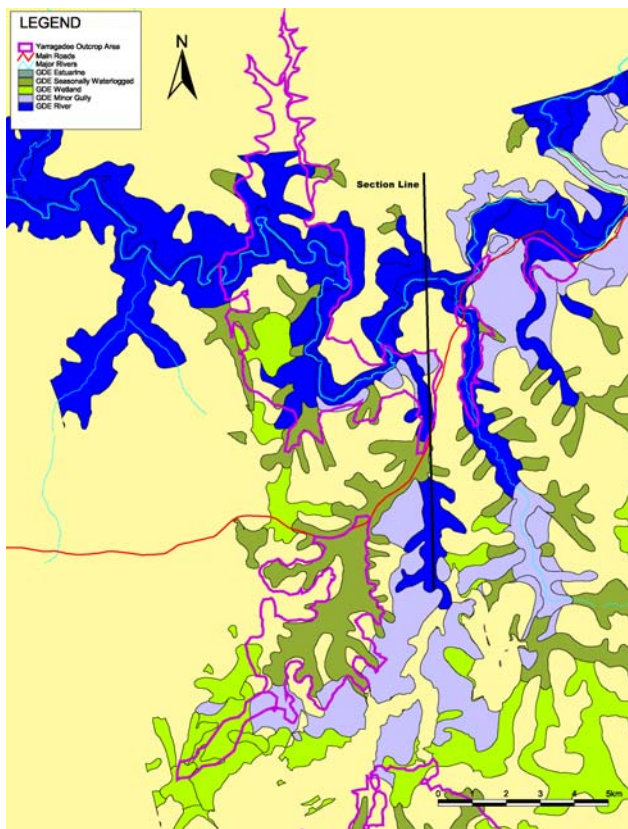 LEGEND
Yarragadee Outcrop Area
Main Roads
Major Rivers
GDE Estuarine
GDE Seasonally Waterlogged
GDE Wetland
GDE Minor Gully
GDE River
N
Section Line
0 1 2 3 4 5km